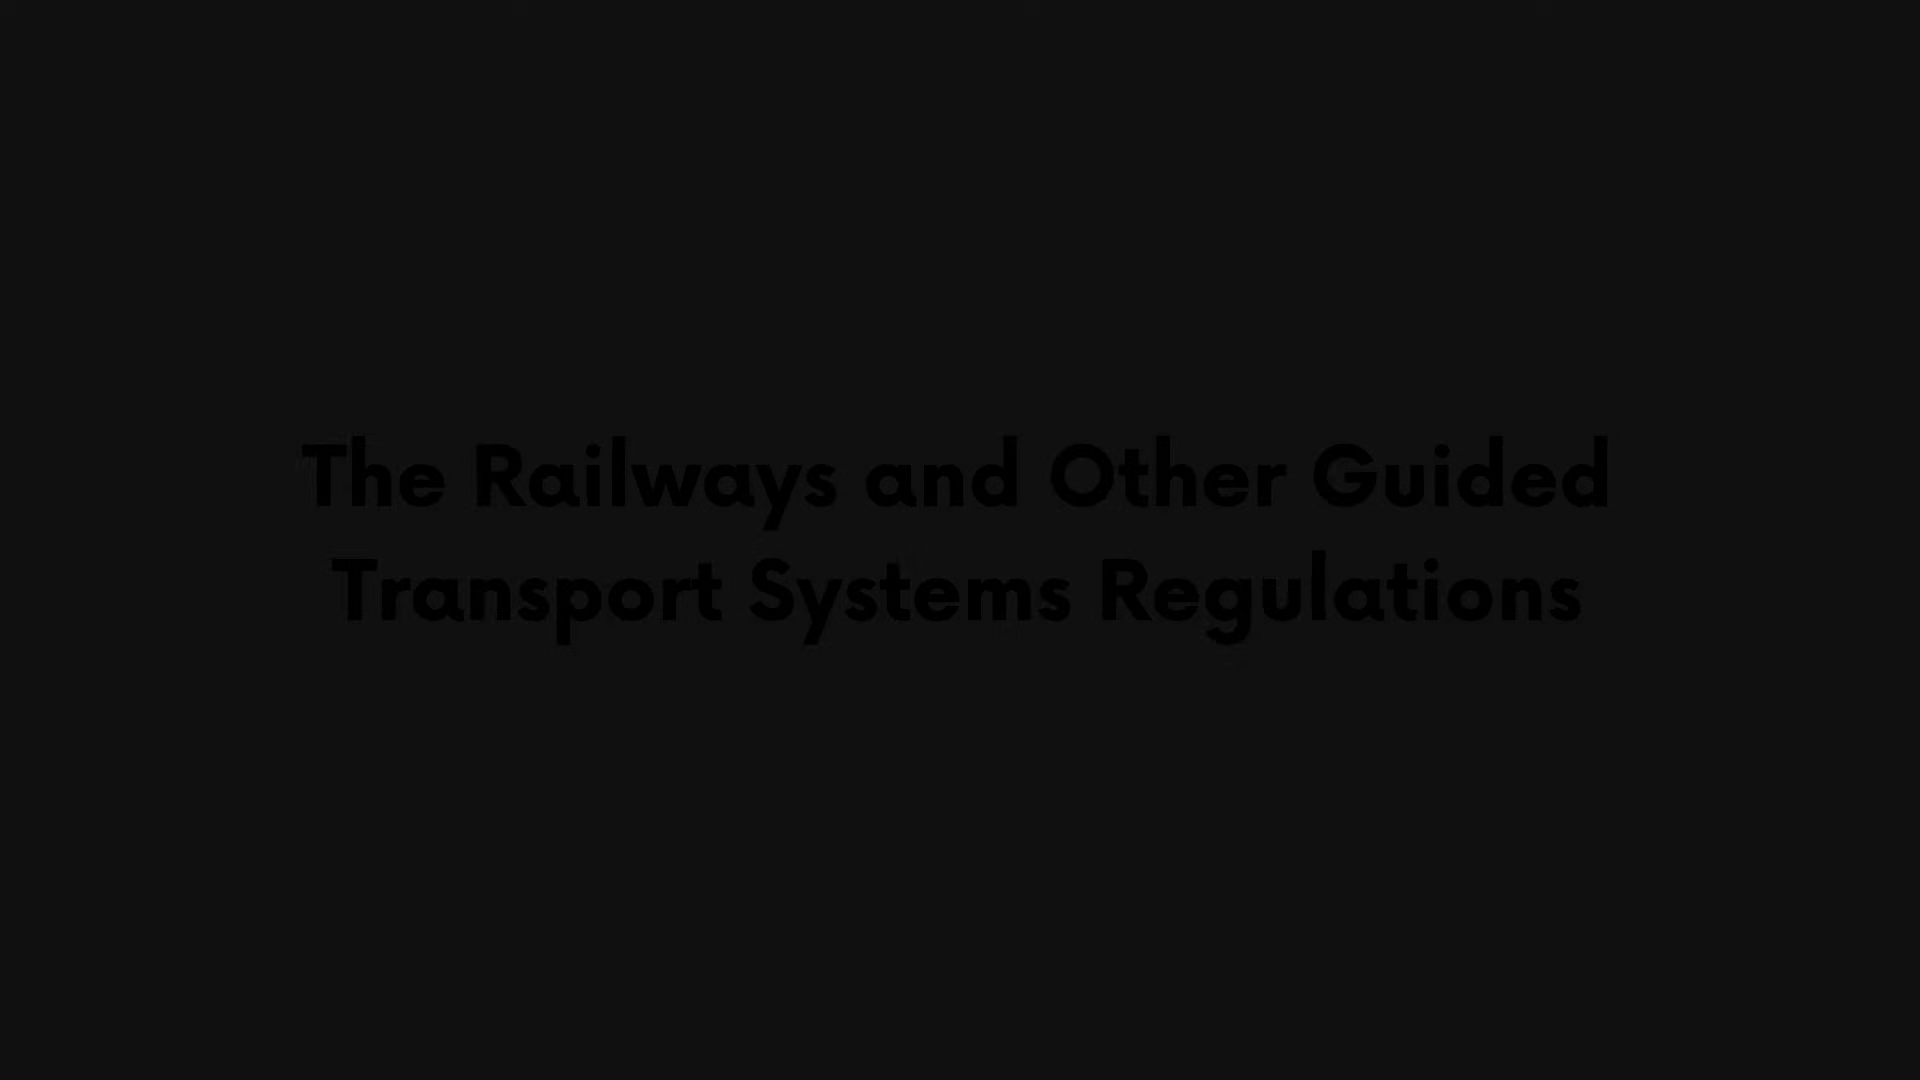 The Railways and Other Guided
Transport Systems Regulations